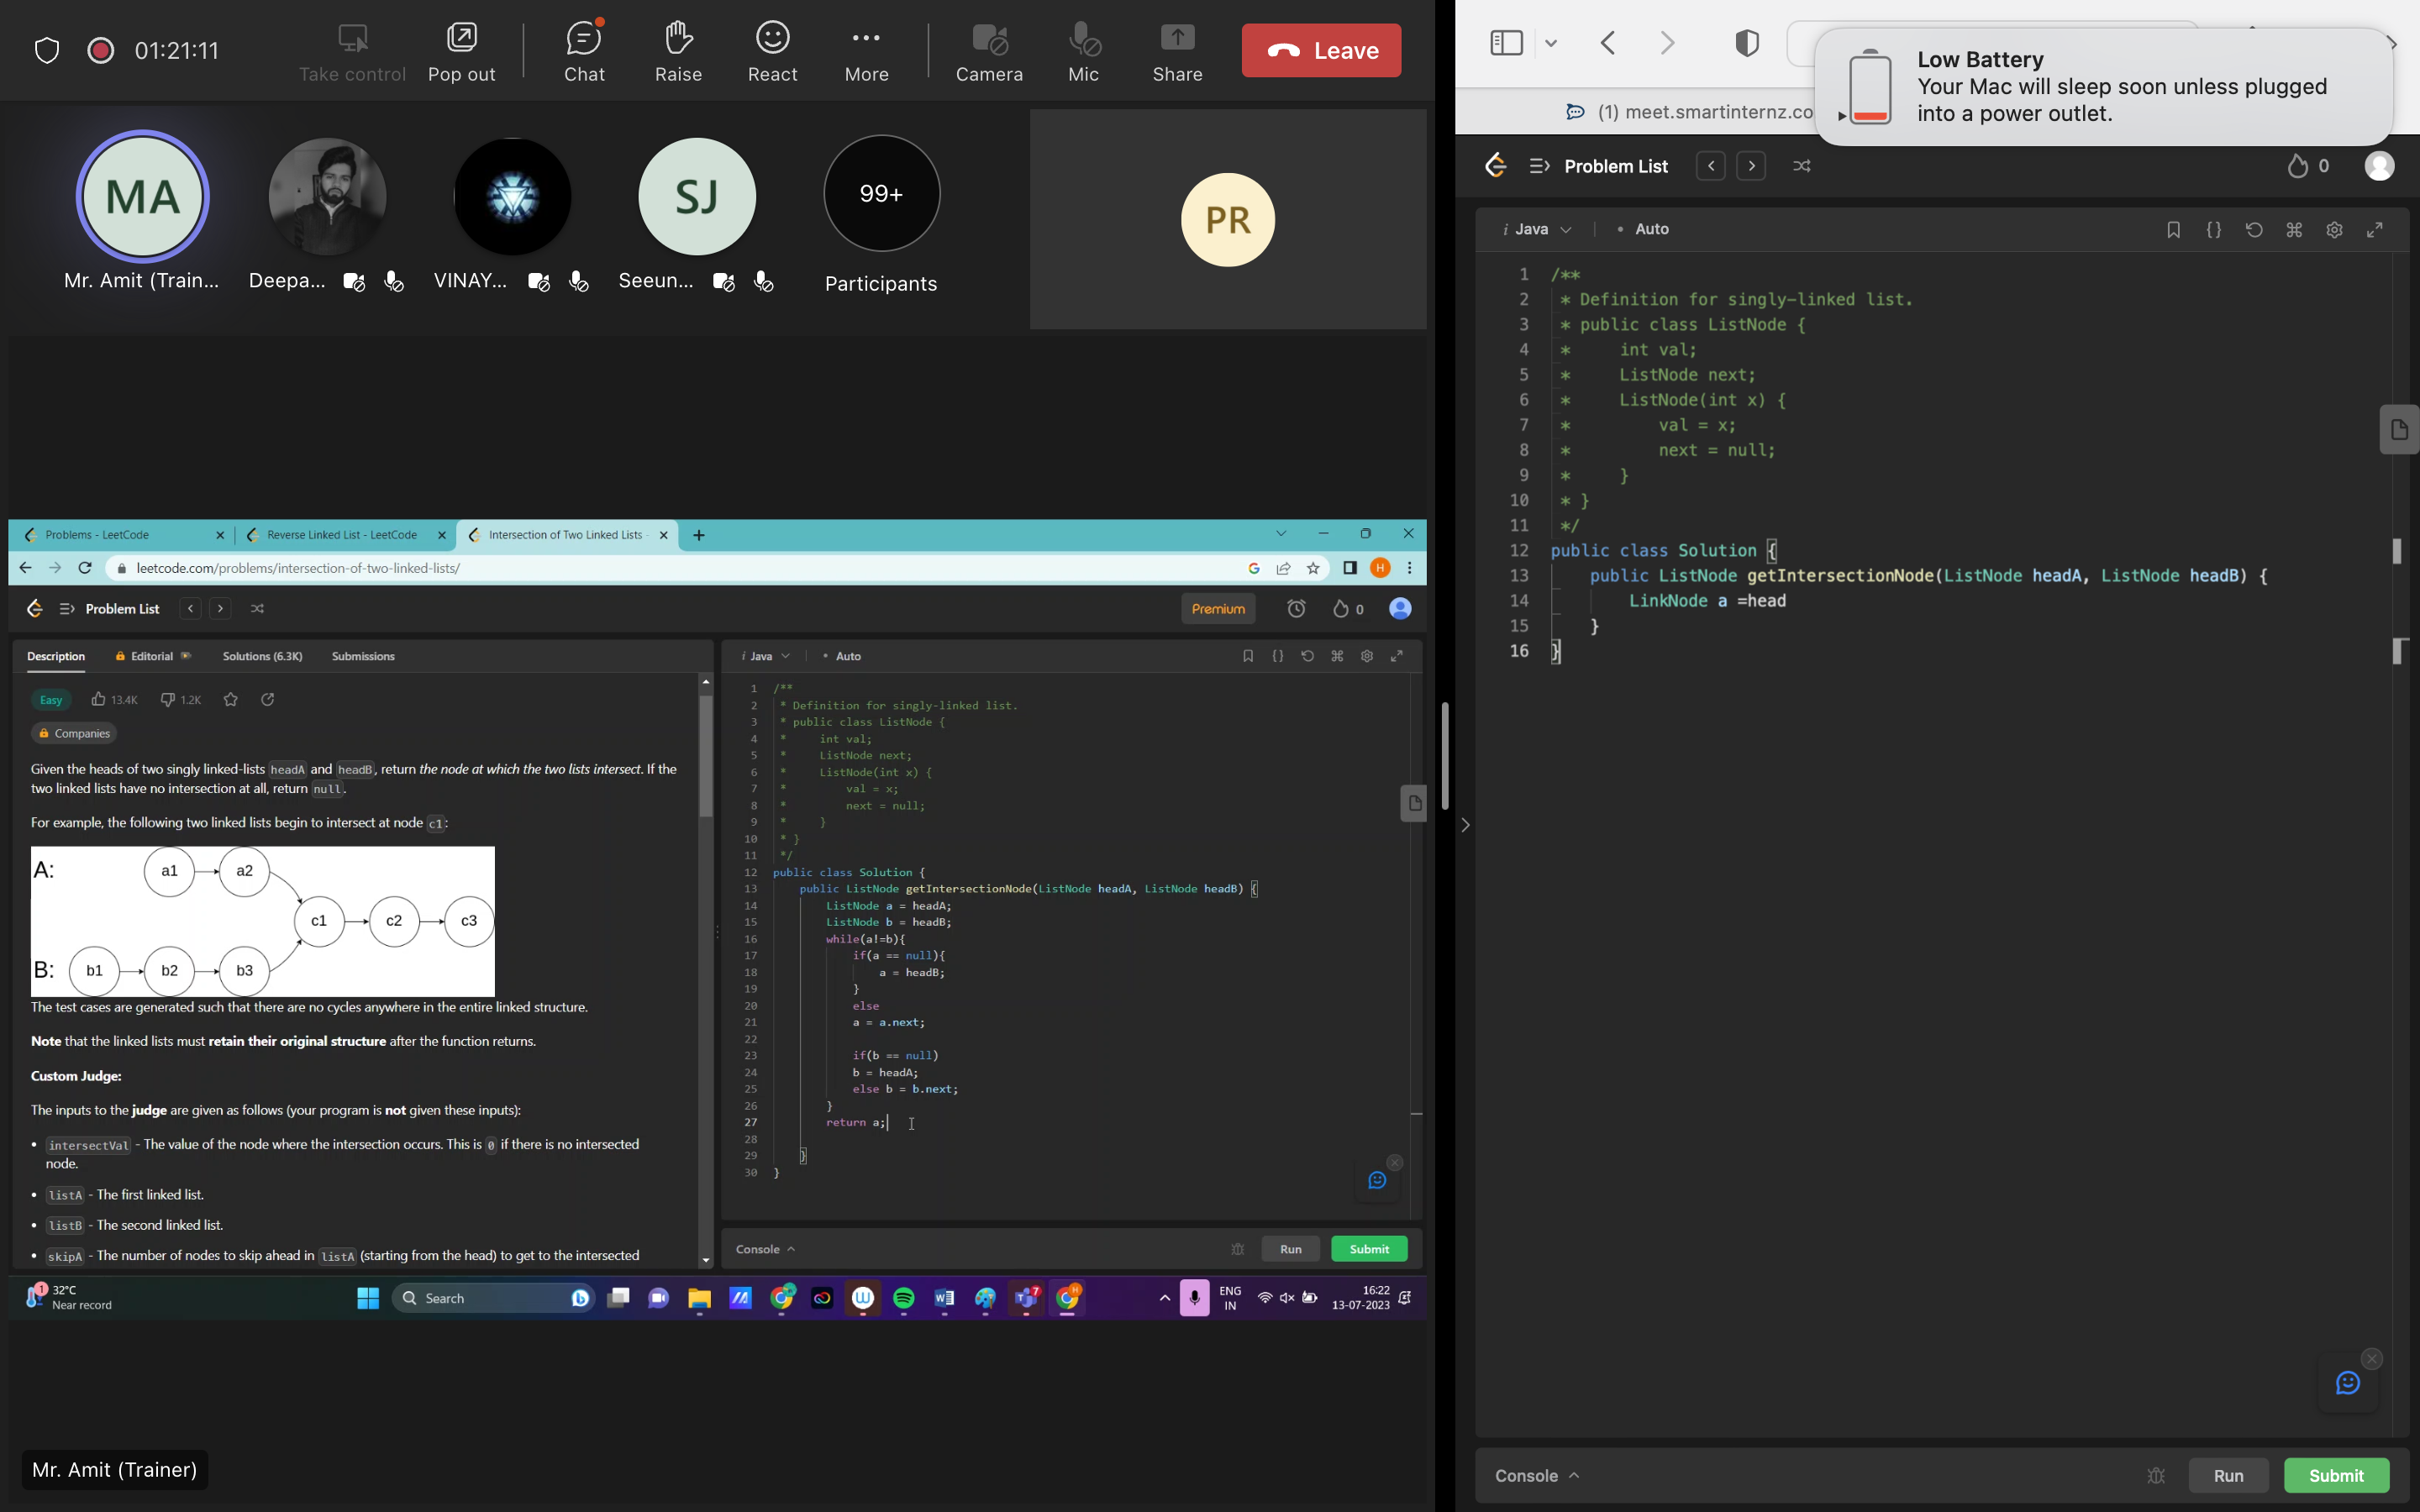 01:21:11
Take control
Pop out
Chat
Raise
React
More
Camera
Mic
Share
Leave
MA
SJ
99+
PR
Mr. Amit (Train...
Deepa...
VINAY...
Seeun...
Participants
Problems - LeetCode
Reverse Linked List - LeetCode
Intersection of Two Linked Lists -
leetcode.com/problems/intersection-of-two-linked-lists/
H
Problem List
Premium
0
Description
Editorial
Solutions (6.3K)
Submissions
Easy
13.4K
1.2K
Companies
Given the heads of two singly linked-lists headA and headB, return the node at which the two lists intersect. If the
two linked lists have no intersection at all, return null.
For example, the following two linked lists begin to intersect at node c1:
A:
a1
a2
c1
c2
c3
B:
b1
b2
b3
The test cases are generated such that there are no cycles anywhere in the entire linked structure.
Note that the linked lists must retain their original structure after the function returns.
Custom Judge:
The inputs to the judge are given as follows (your program is not given these inputs):
• intersectVal - The value of the node where the intersection occurs. This is 0 if there is no intersected
node.
• listA - The first linked list.
• listB - The second linked list.
• skipA - The number of nodes to skip ahead in listA (starting from the head) to get to the intersected
i Java
• Auto
1 /**
2 * Definition for singly-linked list.
3 * public class ListNode {
4 *     int val;
5 *     ListNode next;
6 *     ListNode(int x) {
7 *         val = x;
8 *         next = null;
9 *     }
10 * }
11 */
12 public class Solution {
13     public ListNode getIntersectionNode(ListNode headA, ListNode headB) {
14         ListNode a = headA;
15         ListNode b = headB;
16         while(a!=b){
17             if(a == null){
18                 a = headB;
19             }
20             else
21             a = a.next;
22
23             if(b == null)
24             b = headA;
25             else b = b.next;
26         }
27         return a;
28
29     }
30 }
Console
Run
Submit
1
32°C
Near record
Search
7
H
ENG
IN
16:22
13-07-2023
Mr. Amit (Trainer)
Low Battery
Your Mac will sleep soon unless plugged
into a power outlet.
(1) meet.smartinternz.co
Problem List
0
i Java
• Auto
1 /**
2 * Definition for singly-linked list.
3 * public class ListNode {
4 *     int val;
5 *     ListNode next;
6 *     ListNode(int x) {
7 *         val = x;
8 *         next = null;
9 *     }
10 * }
11 */
12 public class Solution {
13     public ListNode getIntersectionNode(ListNode headA, ListNode headB) {
14         LinkNode a =head
15     }
16 }
Console
Run
Submit